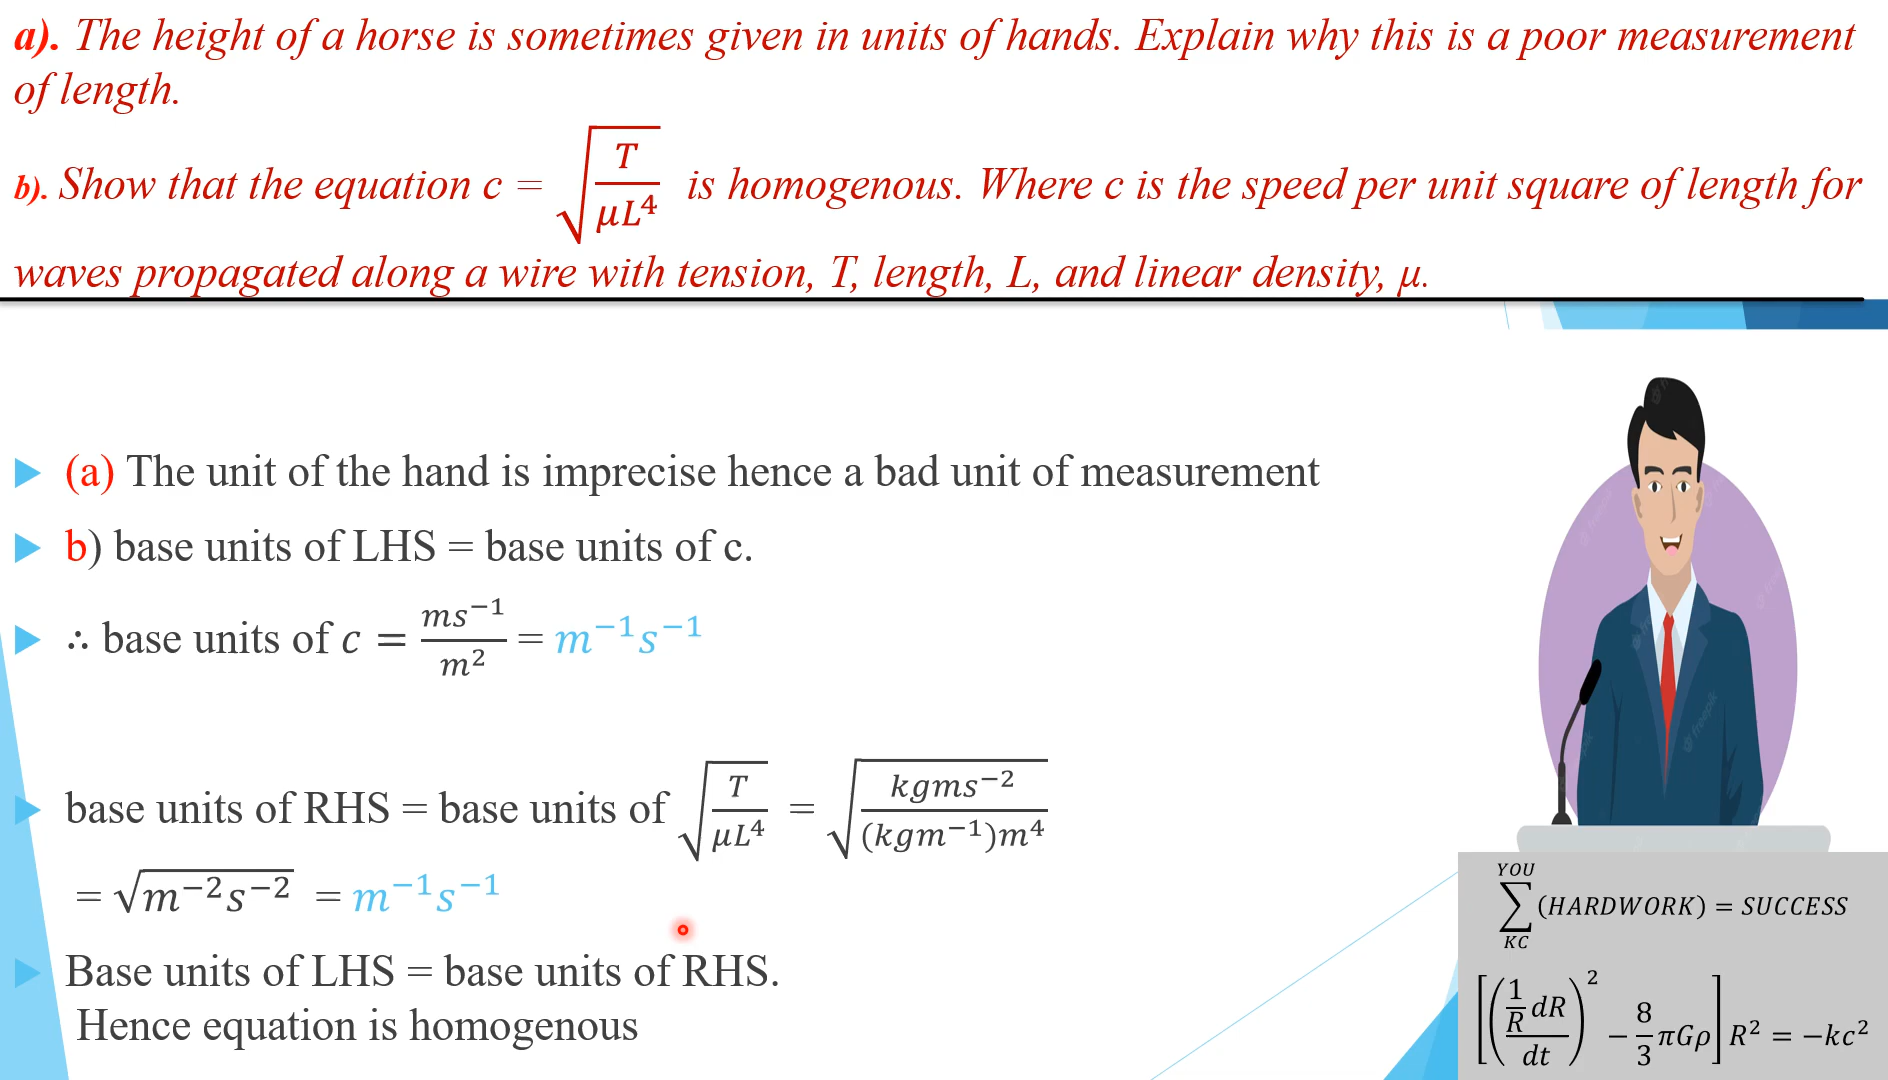 a). The height of a horse is sometimes given in units of hands. Explain why this is a poor measurement
of length.
b). Show that the equation c = √(T/μL⁴) is homogenous. Where c is the speed per unit square of length for
waves propagated along a wire with tension, T, length, L, and linear density, μ.
(a) The unit of the hand is imprecise hence a bad unit of measurement
b) base units of LHS = base units of c.
∴ base units of c = ms⁻¹/m² = m⁻¹s⁻¹
base units of RHS = base units of √(T/μL⁴) = √(kgms⁻²/(kgm⁻¹)m⁴)
= √(m⁻²s⁻²) = m⁻¹s⁻¹
Base units of LHS = base units of RHS.
Hence equation is homogenous
YOU
∑(HARDWORK) = SUCCESS
KC
[((1/R dR)/dt)² − 8/3 πGρ] R² = −kc²
freepik